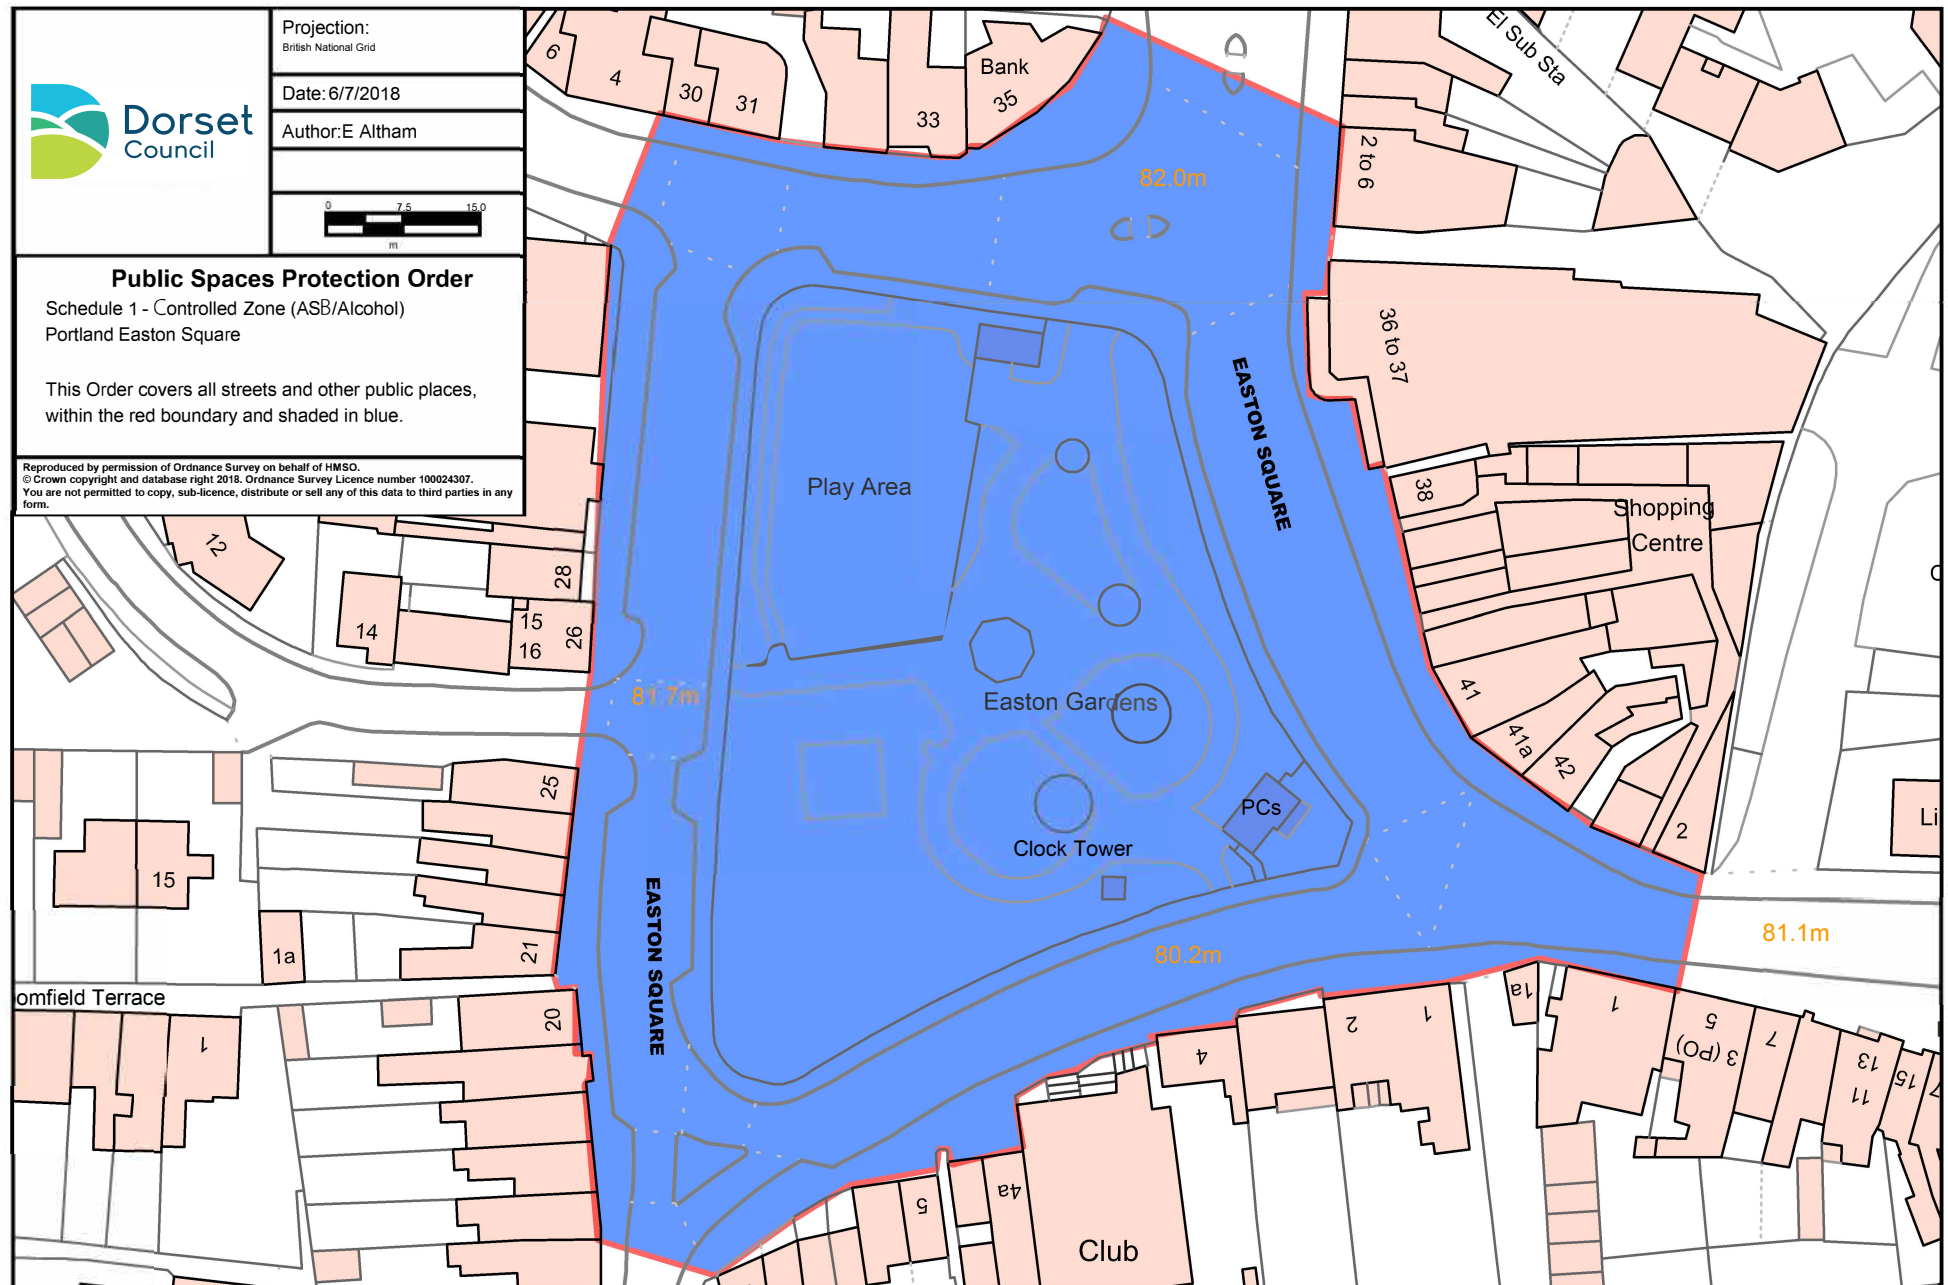 Dorset
Council
Projection:
British National Grid
Date: 6/7/2018
Author:E Altham
0 7.5 15.0
m
Public Spaces Protection Order
Schedule 1 - Controlled Zone (ASB/Alcohol)
Portland Easton Square
This Order covers all streets and other public places,
within the red boundary and shaded in blue.
Reproduced by permission of Ordnance Survey on behalf of HMSO.
© Crown copyright and database right 2018. Ordnance Survey Licence number 100024307.
You are not permitted to copy, sub-licence, distribute or sell any of this data to third parties in any
form.
6
4
30
31
33
Bank
35
El Sub Sta
2 to 6
82.0m
36 to 37
EASTON SQUARE
Play Area
38
Shopping
Centre
12
28
14
15
16
26
81.7m
Easton Gardens
41
41a
42
2
25
PCs
Clock Tower
15
21
1a
EASTON SQUARE
80.2m
81.1m
Li
omfield Terrace
1
20
4
2
1
1a
1
5
3 (PO)
7
13
11
15
5
4a
Club